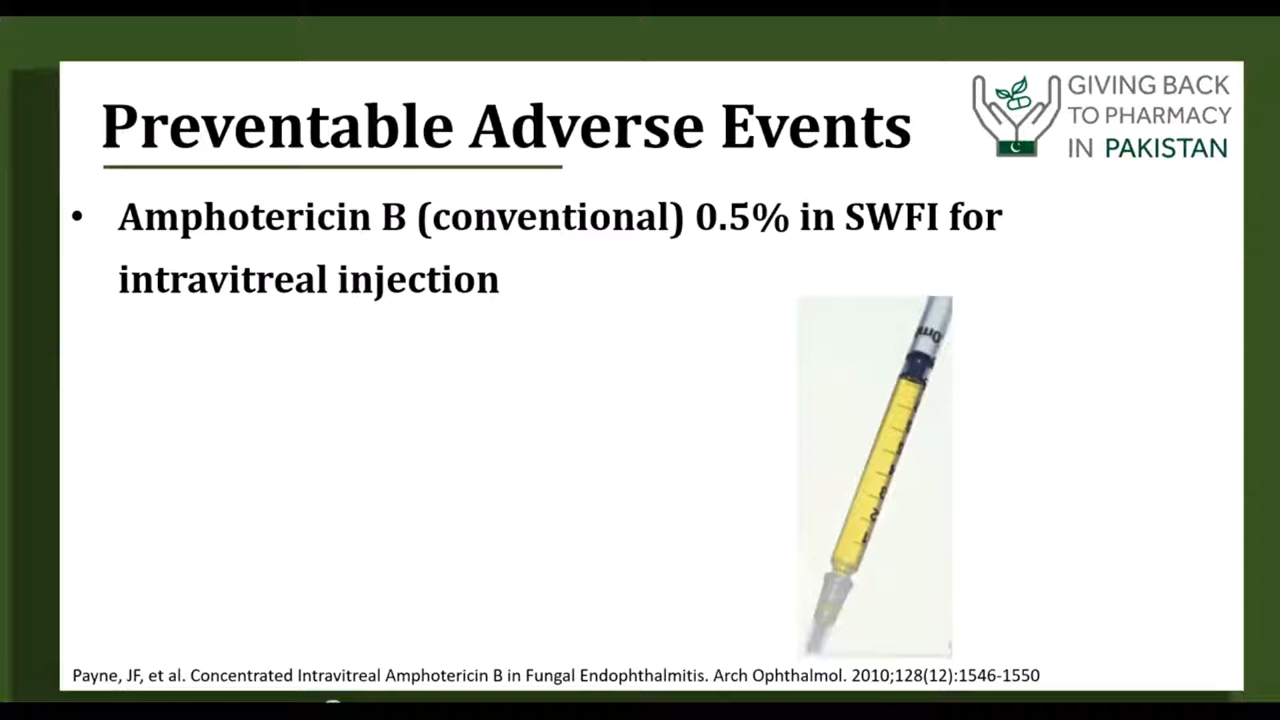 Preventable Adverse Events
GIVING BACK
TO PHARMACY
IN PAKISTAN
• Amphotericin B (conventional) 0.5% in SWFI for
intravitreal injection
Payne, JF, et al. Concentrated Intravitreal Amphotericin B in Fungal Endophthalmitis. Arch Ophthalmol. 2010;128(12):1546-1550